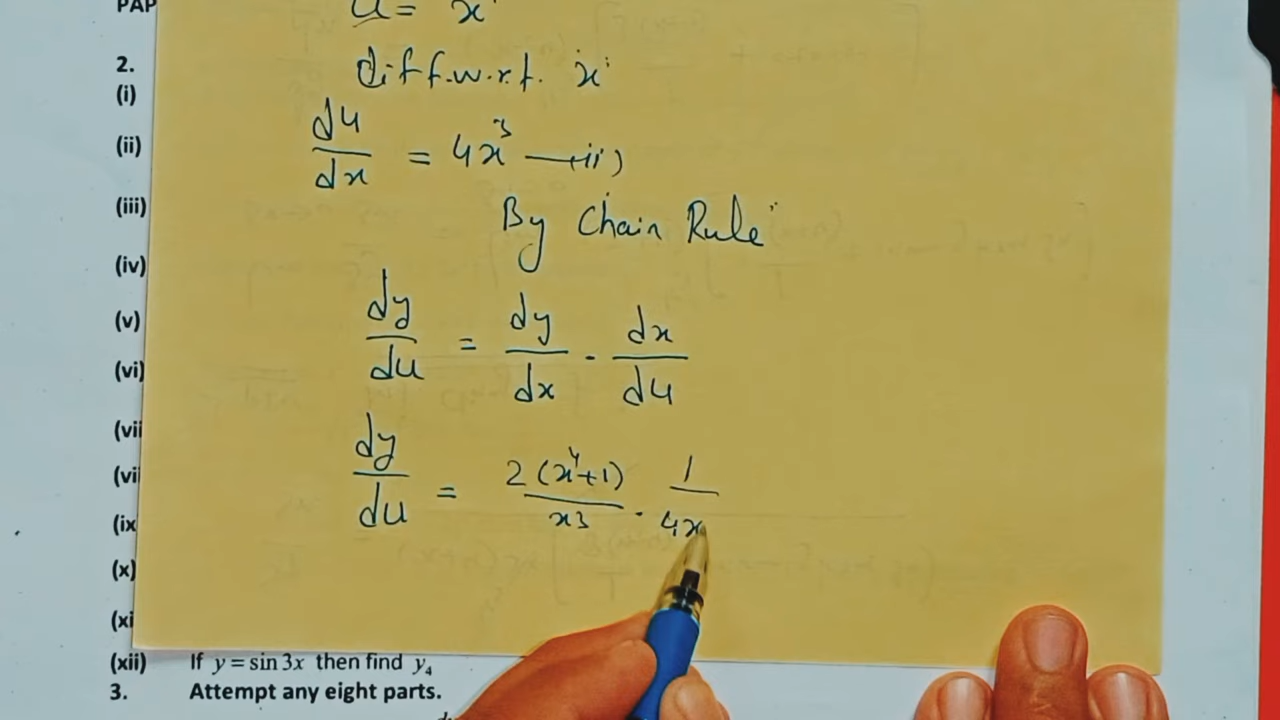 PAP
u = x
2.
diff. w.r.t. x
(i)
du/dx = 4x³ —(ii)
(ii)
(iii)
By Chain Rule
(iv)
(v)
dy/du = dy/dx · dx/du
(vi)
(vii
(vii
dy/du = 2(x⁴+1)/x3 · 1/4x
(ix
(x)
(xi
(xii) If y = sin 3x then find y₄
3. Attempt any eight parts.